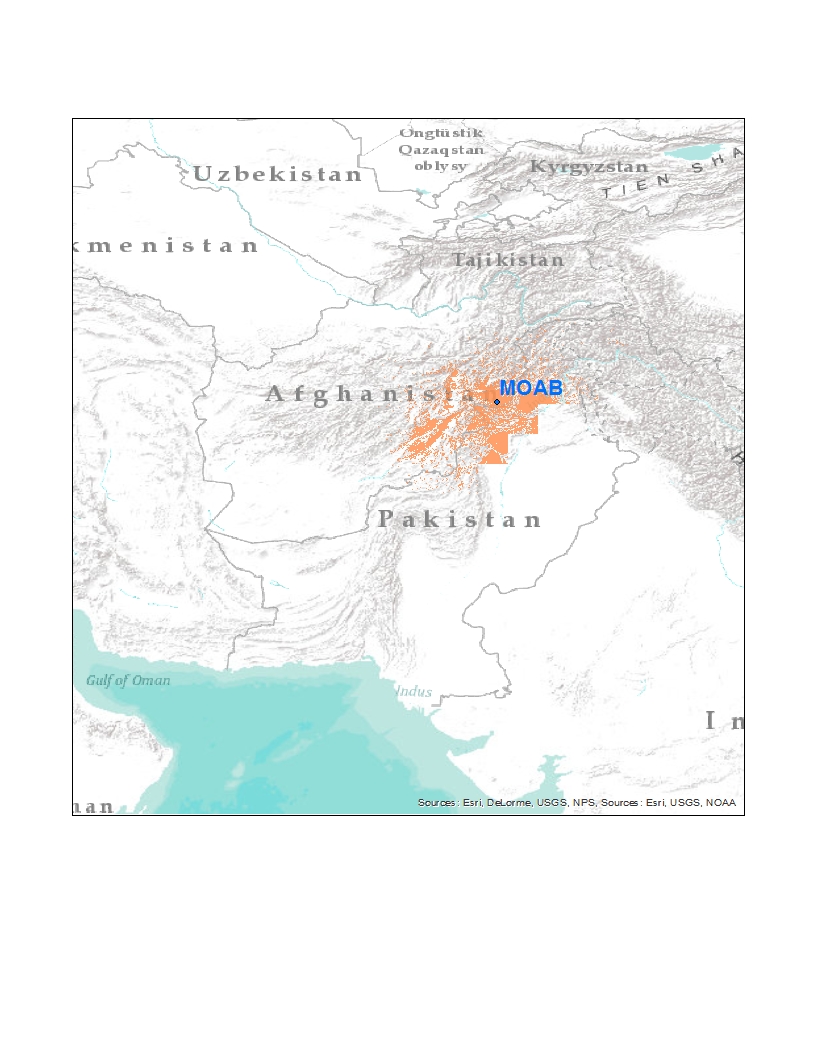 Ongtüstik
Qazaqstan
oblysy
Uzbekistan
Kyrgyzstan
TIEN SHA
kmenistan
Tajikistan
Afghanista
MOAB
Pakistan
Gulf of Oman
Indus
In
nan
Sources: Esri, DeLorme, USGS, NPS, Sources: Esri, USGS, NOAA